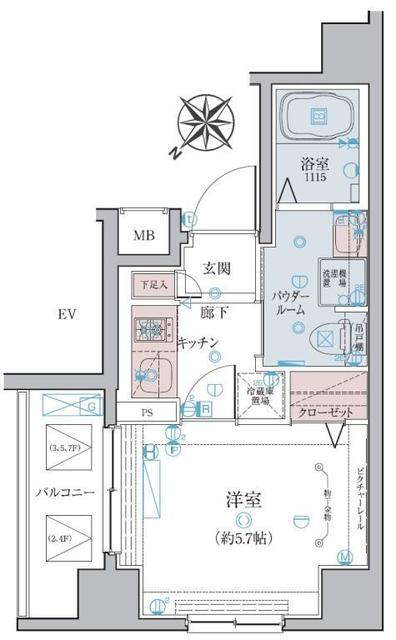 浴室
1115
N
MB
玄関
下足入
洗濯機
置場
パウダー
ルーム
廊下
EV
キッチン
吊戸棚
PS
R
冷蔵庫
置場
クローゼット
G
(3.5.7F)
バルコニー
(2.4F)
洋室
(約5.7帖)
ピクチャーレール
物干金物
M